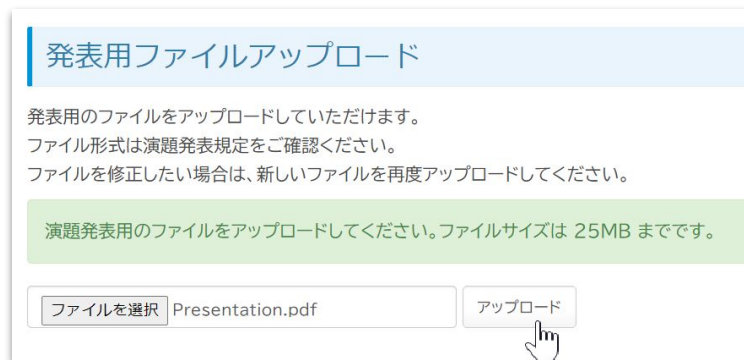 発表用ファイルアップロード
発表用のファイルをアップロードしていただけます。
ファイル形式は演題発表規定をご確認ください。
ファイルを修正したい場合は、新しいファイルを再度アップロードしてください。
演題発表用のファイルをアップロードしてください。ファイルサイズは 25MB までです。
ファイルを選択 Presentation.pdf アップロード